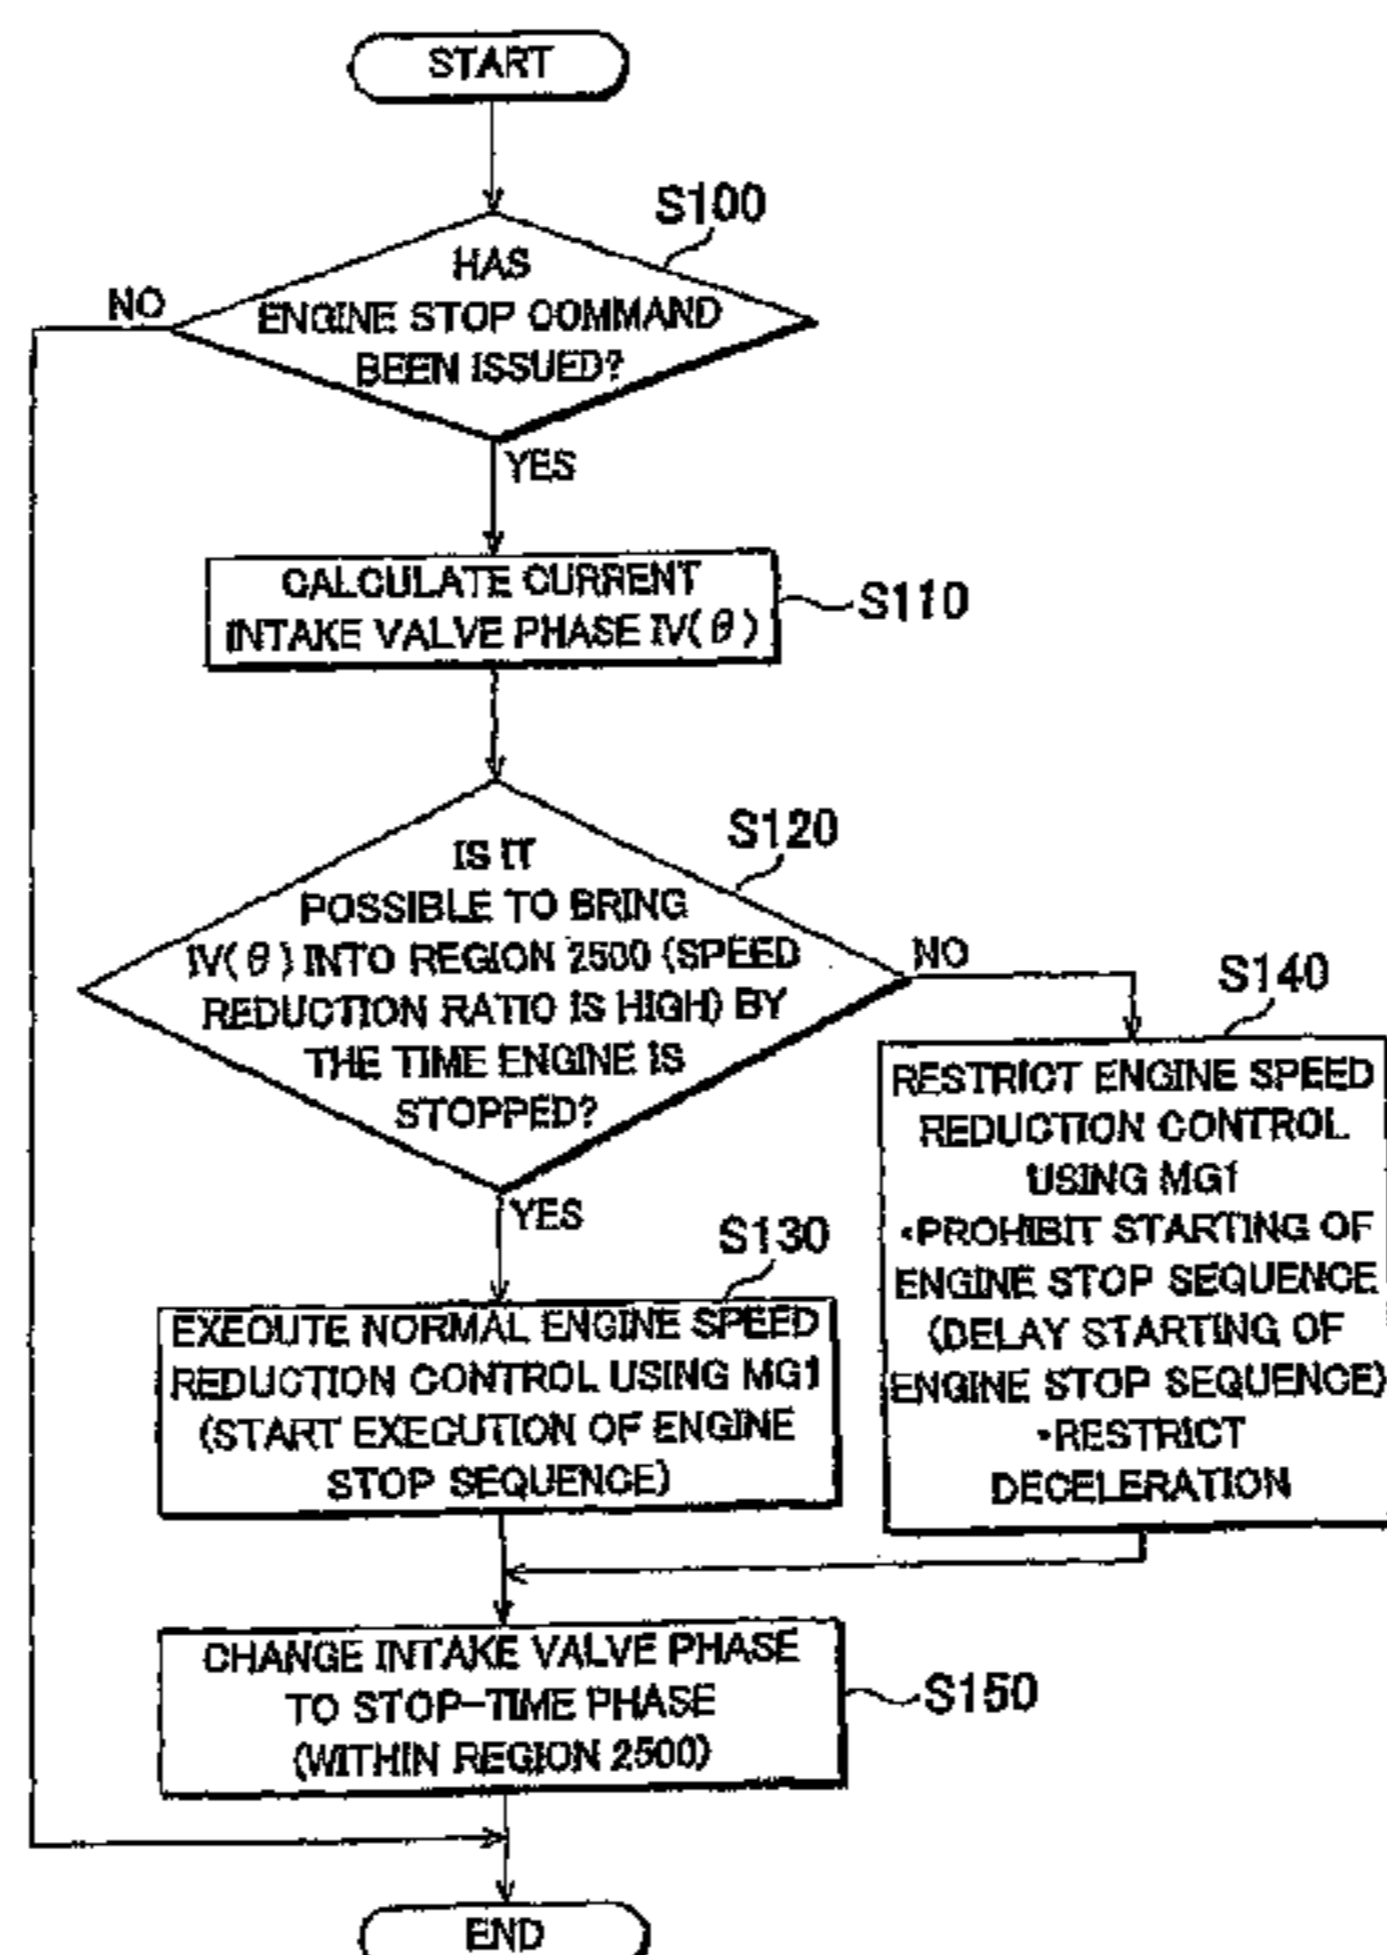 START
S100
HAS
ENGINE STOP COMMAND
BEEN ISSUED?
NO
YES
CALCULATE CURRENT
INTAKE VALVE PHASE IV(θ)
S110
S120
IS IT
POSSIBLE TO BRING
IV(θ) INTO REGION 2500 (SPEED
REDUCTION RATIO IS HIGH) BY
THE TIME ENGINE IS
STOPPED?
NO
YES
S140
RESTRICT ENGINE SPEED
REDUCTION CONTROL
USING MG1
•PROHIBIT STARTING OF
ENGINE STOP SEQUENCE
(DELAY STARTING OF
ENGINE STOP SEQUENCE)
•RESTRICT
DECELERATION
S130
EXECUTE NORMAL ENGINE SPEED
REDUCTION CONTROL USING MG1
(START EXECUTION OF ENGINE
STOP SEQUENCE)
CHANGE INTAKE VALVE PHASE
TO STOP-TIME PHASE
(WITHIN REGION 2500)
S150
END